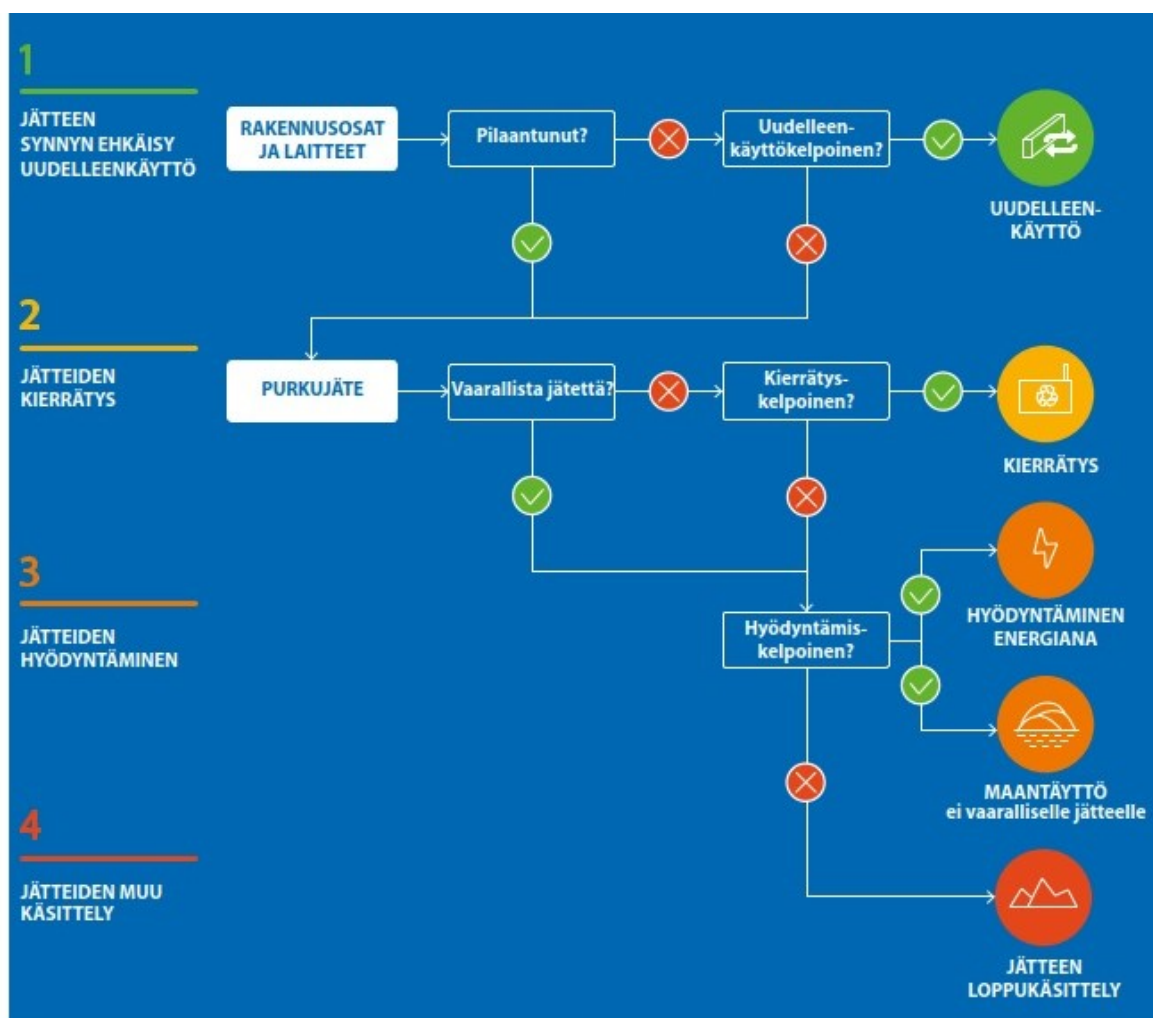 1
JÄTTEEN
SYNNYN EHKÄISY
UUDELLEENKÄYTTÖ
RAKENNUSOSAT
JA LAITTEET
Pilaantunut?
Uudelleen-
käyttökelpoinen?
UUDELLEEN-
KÄYTTÖ
2
JÄTTEIDEN
KIERRÄTYS
PURKUJÄTE
Vaarallista jätettä?
Kierrätys-
kelpoinen?
KIERRÄTYS
3
JÄTTEIDEN
HYÖDYNTÄMINEN
Hyödyntämis-
kelpoinen?
HYÖDYNTÄMINEN
ENERGIANA
MAANTÄYTTÖ
ei vaaralliselle jätteelle
4
JÄTTEIDEN MUU
KÄSITTELY
JÄTTEEN
LOPPUKÄSITTELY